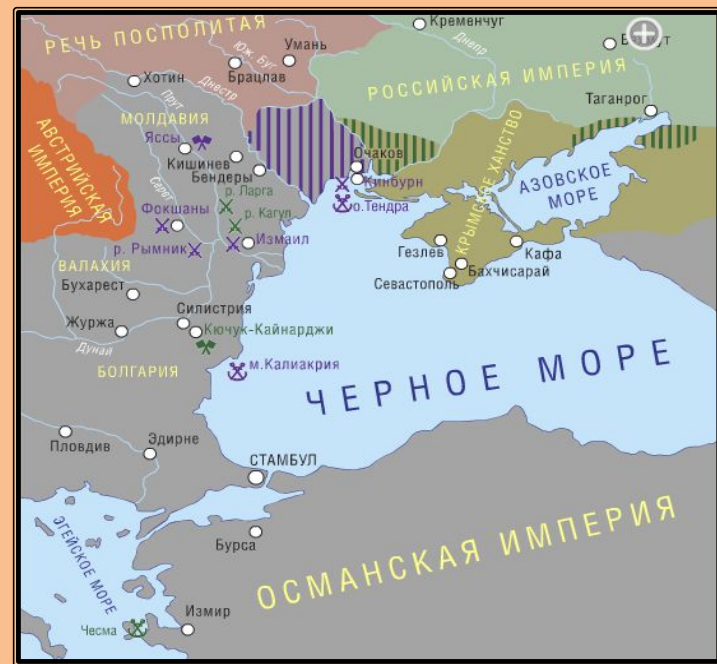 РЕЧЬ ПОСПОЛИТАЯ
Кременчуг
Умань
Юж. Буг
Днепр
Брацлав
Хотин
Днестр
Прут
РОССИЙСКАЯ ИМПЕРИЯ
Таганрог
АВСТРИЙСКАЯ
ИМПЕРИЯ
МОЛДАВИЯ
Яссы
Кишинев
Бендеры
Очаков
Кинбурн
о.Тендра
КРЫМСКОЕ ХАНСТВО
АЗОВСКОЕ
МОРЕ
р. Ларга
р. Кагул
Серет
Фокшаны
Измаил
р. Рымник
ВАЛАХИЯ
Гезлев
Кафа
Бахчисарай
Севастополь
Бухарест
Силистрия
Журжа
Кючук-Кайнарджи
Дунай
БОЛГАРИЯ
м.Калиакрия
ЧЕРНОЕ МОРЕ
Пловдив
Эдирне
СТАМБУЛ
Бурса
ОСМАНСКАЯ ИМПЕРИЯ
ЭГЕЙСКОЕ МОРЕ
Чесма
Измир